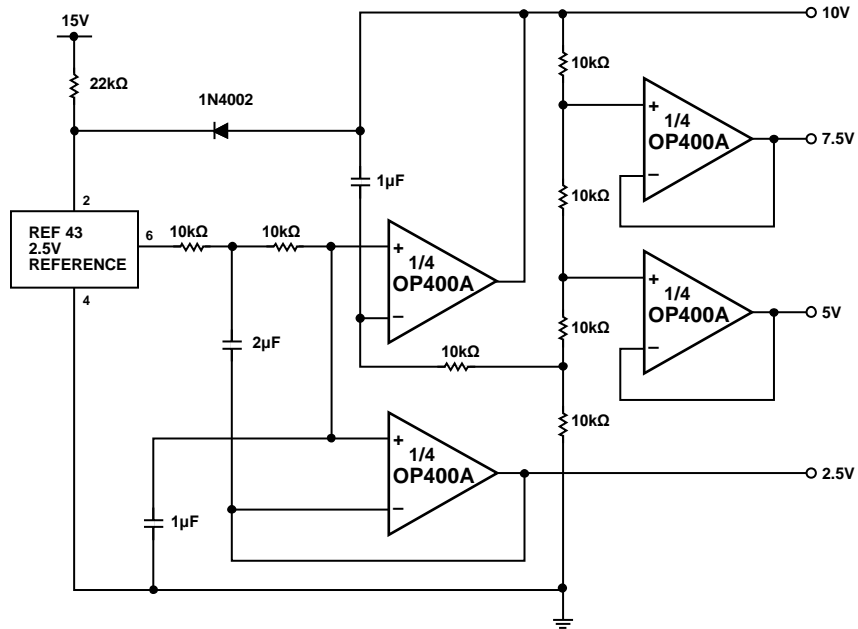 15V
10V
22kΩ
1N4002
10kΩ
+
1/4
OP400A
−
7.5V
1µF
10kΩ
2
REF 43
2.5V
REFERENCE
6
4
10kΩ
10kΩ
+
1/4
OP400A
−
+
1/4
OP400A
−
5V
2µF
10kΩ
10kΩ
10kΩ
+
1/4
OP400A
−
2.5V
1µF